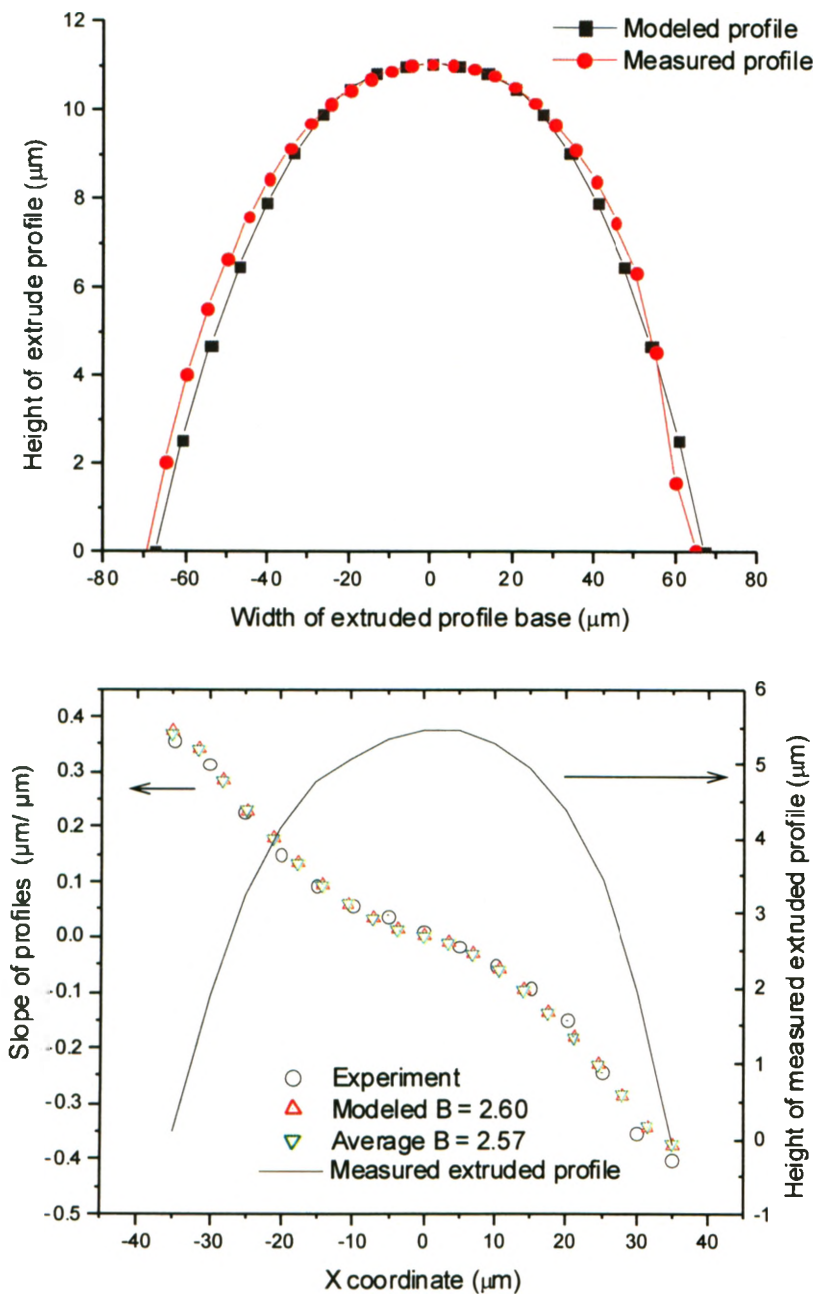 12
10
8
6
4
2
0
Height of extrude profile (μm)
Modeled profile
Measured profile
-80 -60 -40 -20 0 20 40 60 80
Width of extruded profile base (μm)
0.4
0.3
0.2
0.1
0.0
-0.1
-0.2
-0.3
-0.4
-0.5
Slope of profiles (μm/ μm)
6
5
4
3
2
1
0
-1
Height of measured extruded profile (μm)
Experiment
Modeled B = 2.60
Average B = 2.57
Measured extruded profile
-40 -30 -20 -10 0 10 20 30 40
X coordinate (μm)